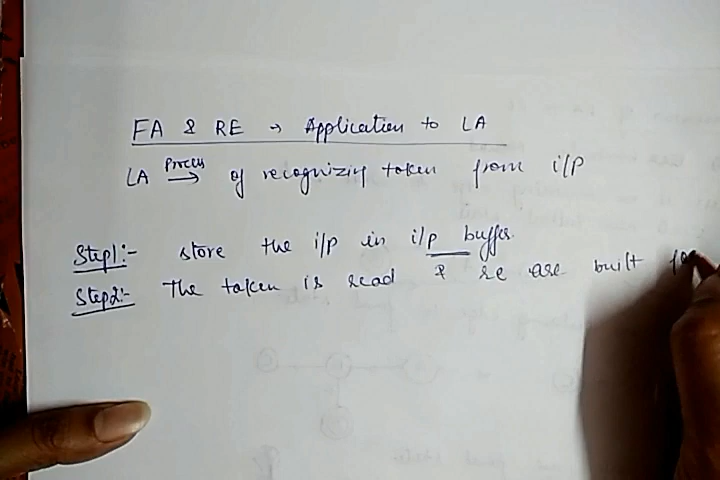 FA & RE → Application to LA
LA Process → of recognizing token from i/p
Step1:- store the i/p in i/p buffer.
Step2:- The token is read & re are built